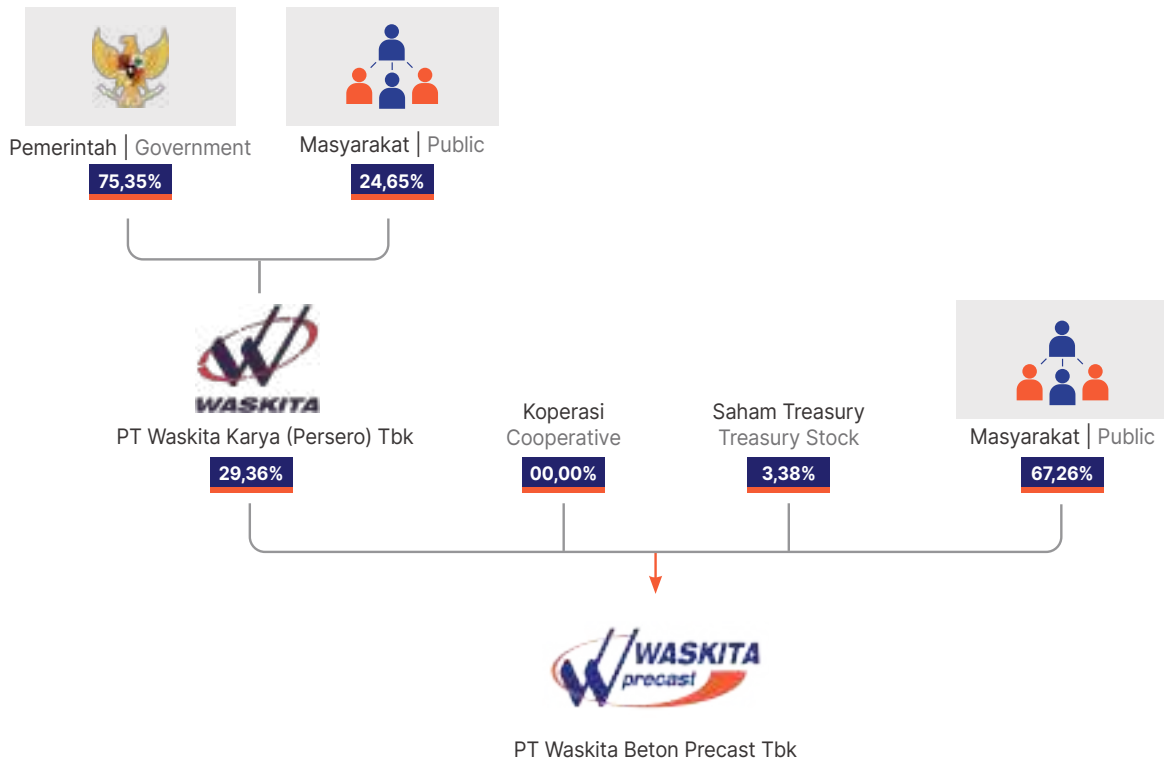 Pemerintah | Government
75,35%
Masyarakat | Public
24,65%
WASKITA
PT Waskita Karya (Persero) Tbk
29,36%
Koperasi
Cooperative
00,00%
Saham Treasury
Treasury Stock
3,38%
Masyarakat | Public
67,26%
WASKITA
precast
PT Waskita Beton Precast Tbk